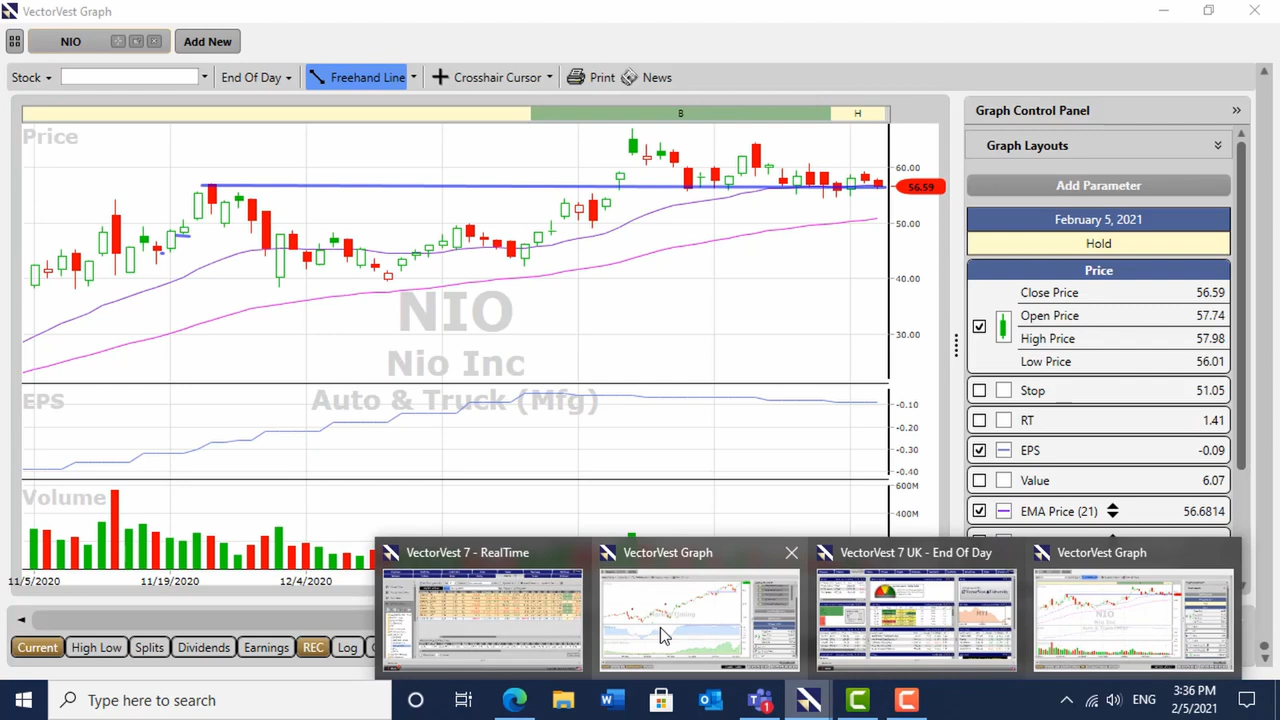 VectorVest Graph
NIO
Add New
Stock
End Of Day
Freehand Line
Crosshair Cursor
Print
News
B
H
Price
60.00
56.59
50.00
40.00
30.00
NIO
Nio Inc
Auto & Truck (Mfg)
EPS
-0.10
-0.20
-0.30
-0.40
Volume
600M
400M
11/5/2020
11/19/2020
12/4/2020
Current
High Low
Splits
Dividends
Earnings
REC
Log
Graph Control Panel
Graph Layouts
Add Parameter
February 5, 2021
Hold
Price
Close Price 56.59
Open Price 57.74
High Price 57.98
Low Price 56.01
Stop 51.05
RT 1.41
EPS -0.09
Value 6.07
EMA Price (21) 56.6814
VectorVest 7 - RealTime
VectorVest Graph
VectorVest 7 UK - End Of Day
VectorVest Graph
Type here to search
ENG
3:36 PM
2/5/2021